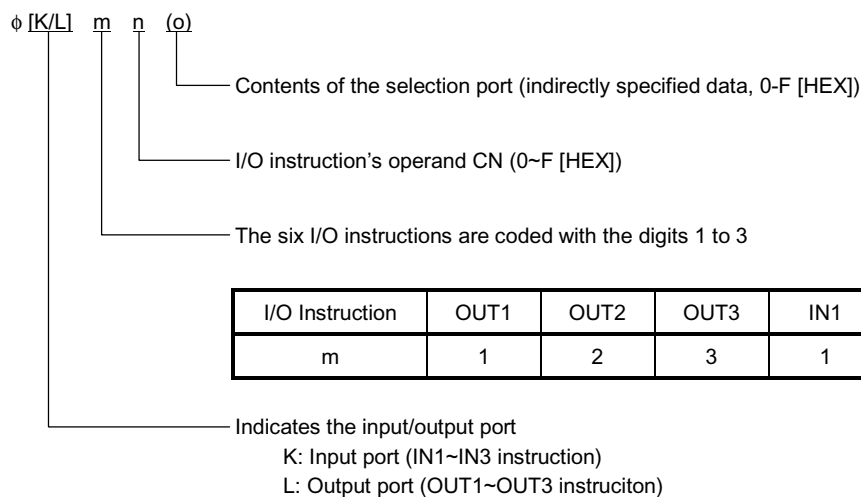 ϕ [K/L] m n (o)
Contents of the selection port (indirectly specified data, 0-F [HEX])
I/O instruction's operand CN (0~F [HEX])
The six I/O instructions are coded with the digits 1 to 3
I/O Instruction OUT1 OUT2 OUT3 IN1
m 1 2 3 1
Indicates the input/output port
K: Input port (IN1~IN3 instruction)
L: Output port (OUT1~OUT3 instruciton)